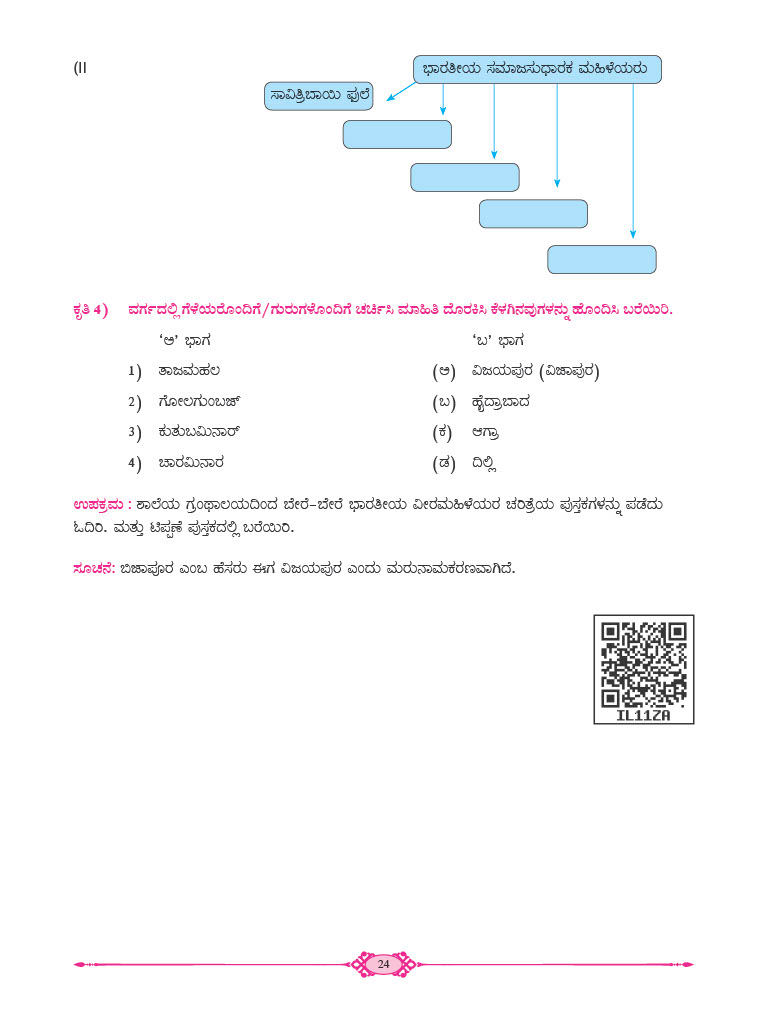 (II
ಭಾರತೀಯ ಸಮಾಜಸುಧಾರಕ ಮಹಿಳೆಯರು
ಸಾವಿತ್ರಿಬಾಯಿ ಫುಲೆ
ಕೃತಿ 4) ವರ್ಗದಲ್ಲಿ ಗೆಳೆಯರೊಂದಿಗೆ/ಗುರುಗಳೊಂದಿಗೆ ಚರ್ಚಿಸಿ ಮಾಹಿತಿ ದೊರಕಿಸಿ ಕೆಳಗಿನವುಗಳನ್ನು ಹೊಂದಿಸಿ ಬರೆಯಿರಿ.
‘ಅ’ ಭಾಗ ‘ಬ’ ಭಾಗ
1) ತಾಜಮಹಲ (ಅ) ವಿಜಯಪುರ (ವಿಜಾಪುರ)
2) ಗೋಲಗುಂಬಜ್ (ಬ) ಹೈದ್ರಾಬಾದ
3) ಕುತುಬಮಿನಾರ್ (ಕ) ಆಗ್ರಾ
4) ಚಾರಮಿನಾರ (ಡ) ದಿಲ್ಲಿ
ಉಪಕ್ರಮ : ಶಾಲೆಯ ಗ್ರಂಥಾಲಯದಿಂದ ಬೇರೆ–ಬೇರೆ ಭಾರತೀಯ ವೀರಮಹಿಳೆಯರ ಚರಿತ್ರೆಯ ಪುಸ್ತಕಗಳನ್ನು ಪಡೆದು
ಓದಿರಿ. ಮತ್ತು ಟಿಪ್ಪಣಿ ಪುಸ್ತಕದಲ್ಲಿ ಬರೆಯಿರಿ.
ಸೂಚನೆ: ಬಿಜಾಪೂರ ಎಂಬ ಹೆಸರು ಈಗ ವಿಜಯಪುರ ಎಂದು ಮರುನಾಮಕರಣವಾಗಿದೆ.
IL11ZA
24